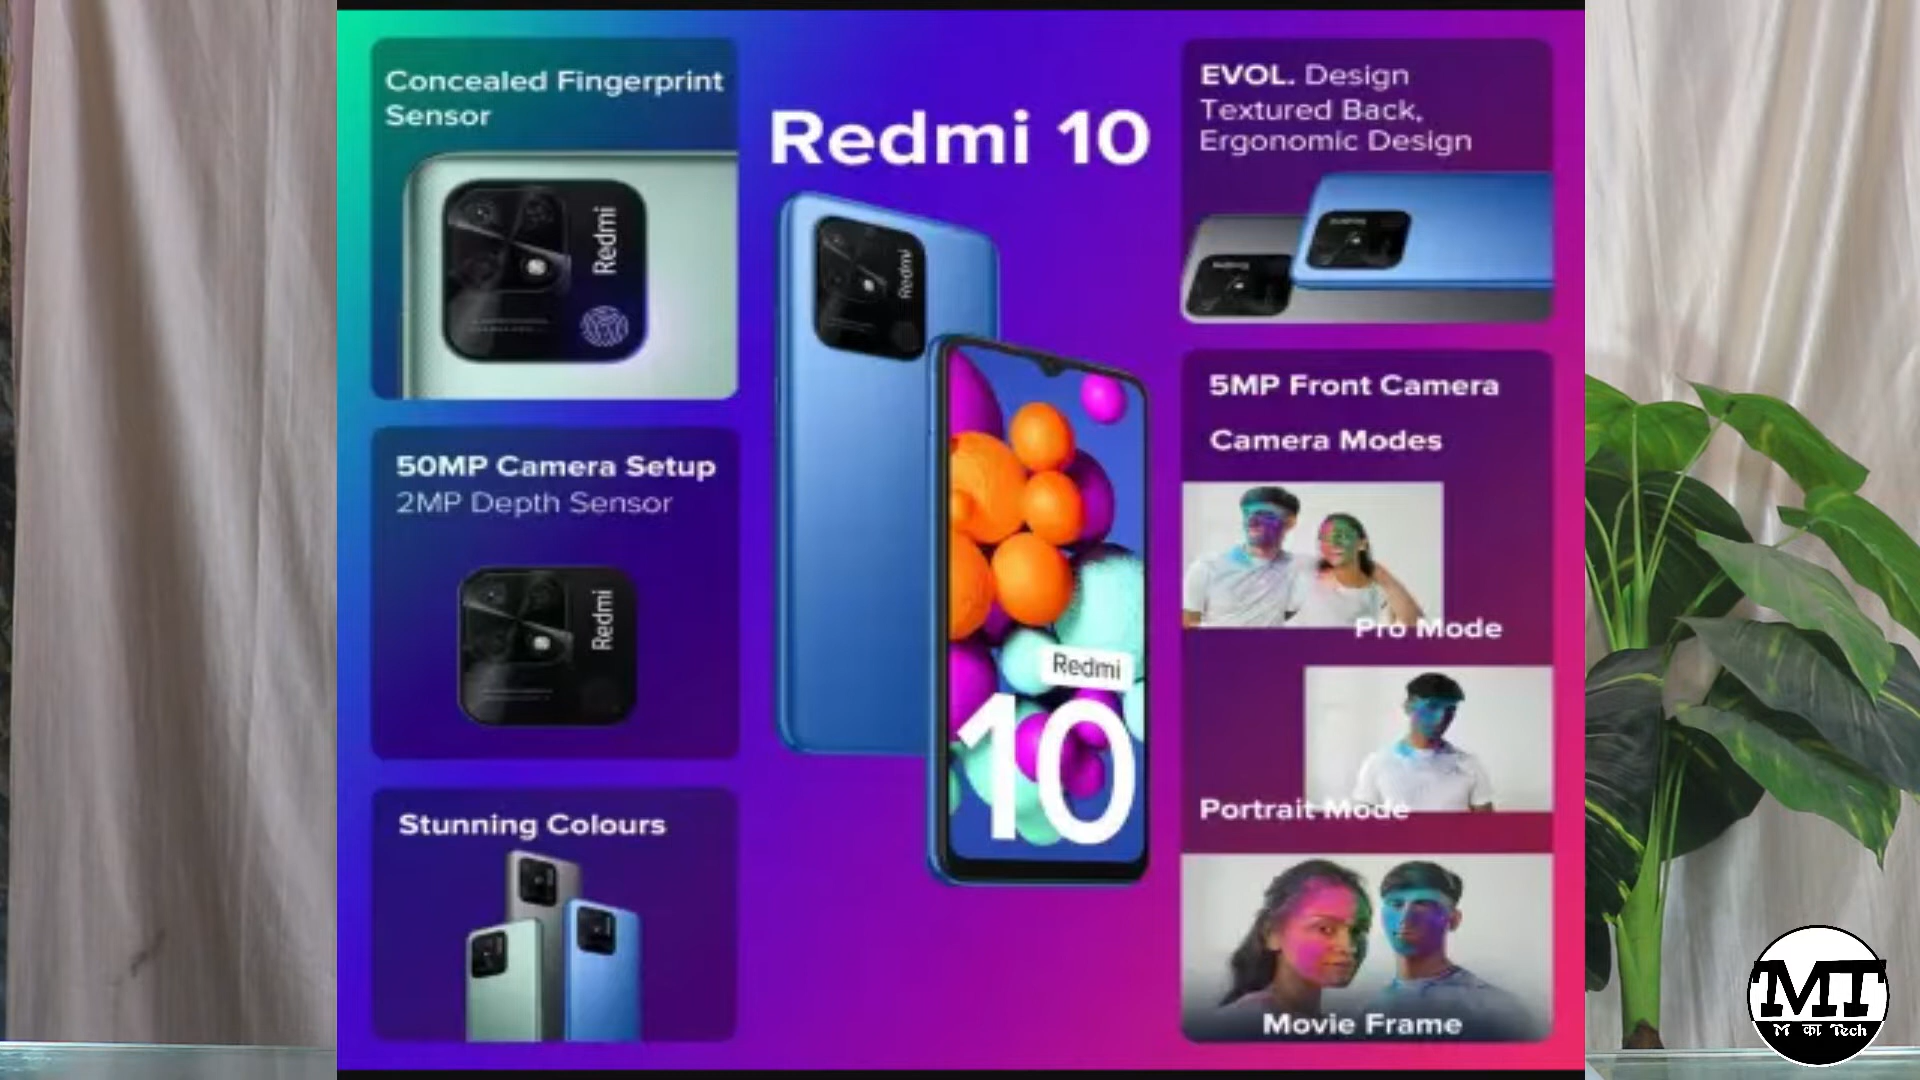 Concealed Fingerprint
Sensor
Redmi
50MP Camera Setup
2MP Depth Sensor
Redmi
Stunning Colours
Redmi 10
Redmi
Redmi
10
EVOL. Design
Textured Back,
Ergonomic Design
5MP Front Camera
Camera Modes
Pro Mode
Portrait Mode
Movie Frame
MT
M का Tech